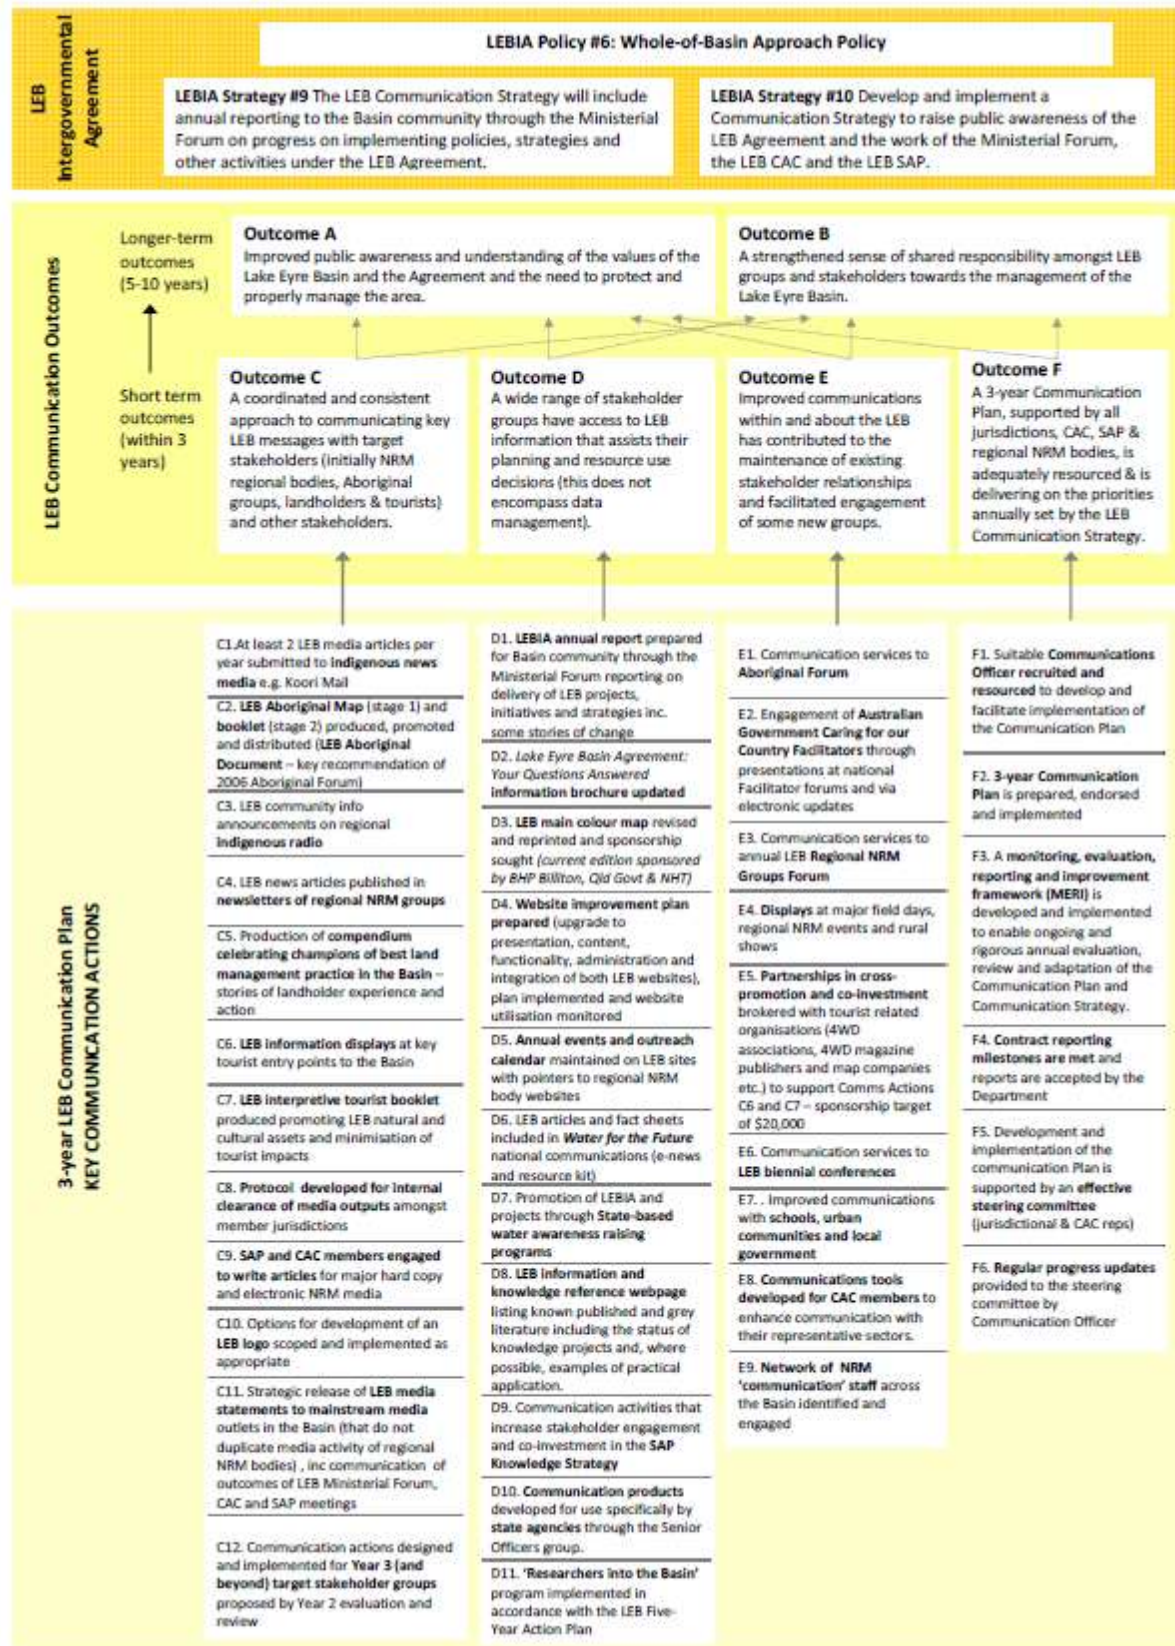 LEB
Intergovernmental
Agreement
LEBIA Policy #6: Whole-of-Basin Approach Policy
LEBIA Strategy #9 The LEB Communication Strategy will include
annual reporting to the Basin community through the Ministerial
Forum on progress on implementing policies, strategies and
other activities under the LEB Agreement.
LEBIA Strategy #10 Develop and implement a
Communication Strategy to raise public awareness of the
LEB Agreement and the work of the Ministerial Forum,
the LEB CAC and the LEB SAP.
LEB Communication Outcomes
Longer-term
outcomes
(5-10 years)
Short term
outcomes
(within 3
years)
Outcome A
Improved public awareness and understanding of the values of the
Lake Eyre Basin and the Agreement and the need to protect and
properly manage the area.
Outcome B
A strengthened sense of shared responsibility amongst LEB
groups and stakeholders towards the management of the
Lake Eyre Basin.
Outcome C
A coordinated and consistent
approach to communicating key
LEB messages with target
stakeholders (initially NRM
regional bodies, Aboriginal
groups, landholders & tourists)
and other stakeholders.
Outcome D
A wide range of stakeholder
groups have access to LEB
information that assists their
planning and resource use
decisions (this does not
encompass data
management).
Outcome E
Improved communications
within and about the LEB
has contributed to the
maintenance of existing
stakeholder relationships
and facilitated engagement
of some new groups.
Outcome F
A 3-year Communication
Plan, supported by all
jurisdictions, CAC, SAP &
regional NRM bodies, is
adequately resourced & is
delivering on the priorities
annually set by the LEB
Communication Strategy.
3-year LEB Communication Plan
KEY COMMUNICATION ACTIONS
C1.At least 2 LEB media articles per
year submitted to indigenous news
media e.g. Koori Mail
C2. LEB Aboriginal Map (stage 1) and
booklet (stage 2) produced, promoted
and distributed (LEB Aboriginal
Document – key recommendation of
2006 Aboriginal Forum)
C3. LEB community info
announcements on regional
indigenous radio
C4. LEB news articles published in
newsletters of regional NRM groups
C5. Production of compendium
celebrating champions of best land
management practice in the Basin –
stories of landholder experience and
action
C6. LEB information displays at key
tourist entry points to the Basin
C7. LEB interpretive tourist booklet
produced promoting LEB natural and
cultural assets and minimisation of
tourist impacts
C8. Protocol developed for internal
clearance of media outputs amongst
member jurisdictions
C9. SAP and CAC members engaged
to write articles for major hard copy
and electronic NRM media
C10. Options for development of an
LEB logo scoped and implemented as
appropriate
C11. Strategic release of LEB media
statements to mainstream media
outlets in the Basin (that do not
duplicate media activity of regional
NRM bodies) , inc communication of
outcomes of LEB Ministerial Forum,
CAC and SAP meetings
C12. Communication actions designed
and implemented for Year 3 (and
beyond) target stakeholder groups
proposed by Year 2 evaluation and
review
D1. LEBIA annual report prepared
for Basin community through the
Ministerial Forum reporting on
delivery of LEB projects,
initiatives and strategies inc.
some stories of change
D2. Lake Eyre Basin Agreement:
Your Questions Answered
information brochure updated
D3. LEB main colour map revised
and reprinted and sponsorship
sought (current edition sponsored
by BHP Billiton, Qld Govt & NHT)
D4. Website improvement plan
prepared (upgrade to
presentation, content,
functionality, administration and
integration of both LEB websites),
plan implemented and website
utilisation monitored
D5. Annual events and outreach
calendar maintained on LEB sites
with pointers to regional NRM
body websites
D6. LEB articles and fact sheets
included in Water for the Future
national communications (e-news
and resource kit)
D7. Promotion of LEBIA and
projects through State-based
water awareness raising
programs
D8. LEB information and
knowledge reference webpage
listing known published and grey
literature including the status of
knowledge projects and, where
possible, examples of practical
application.
D9. Communication activities that
increase stakeholder engagement
and co-investment in the SAP
Knowledge Strategy
D10. Communication products
developed for use specifically by
state agencies through the Senior
Officers group.
D11. 'Researchers into the Basin'
program implemented in
accordance with the LEB Five-
Year Action Plan
E1. Communication services to
Aboriginal Forum
E2. Engagement of Australian
Government Caring for our
Country Facilitators through
presentations at national
Facilitator forums and via
electronic updates
E3. Communication services to
annual LEB Regional NRM
Groups Forum
E4. Displays at major field days,
regional NRM events and rural
shows
E5. Partnerships in cross-
promotion and co-investment
brokered with tourist related
organisations (4WD
associations, 4WD magazine
publishers and map companies
etc.) to support Comms Actions
C6 and C7 – sponsorship target
of $20,000
E6. Communication services to
LEB biennial conferences
E7. . Improved communications
with schools, urban
communities and local
government
E8. Communications tools
developed for CAC members to
enhance communication with
their representative sectors.
E9. Network of NRM
'communication' staff across
the Basin identified and
engaged
F1. Suitable Communications
Officer recruited and
resourced to develop and
facilitate implementation of
the Communication Plan
F2. 3-year Communication
Plan is prepared, endorsed
and implemented
F3. A monitoring, evaluation,
reporting and improvement
framework (MERI) is
developed and implemented
to enable ongoing and
rigorous annual evaluation,
review and adaptation of the
Communication Plan and
Communication Strategy.
F4. Contract reporting
milestones are met and
reports are accepted by the
Department
F5. Development and
implementation of the
communication Plan is
supported by an effective
steering committee
(jurisdictional & CAC reps)
F6. Regular progress updates
provided to the steering
committee by
Communication Officer